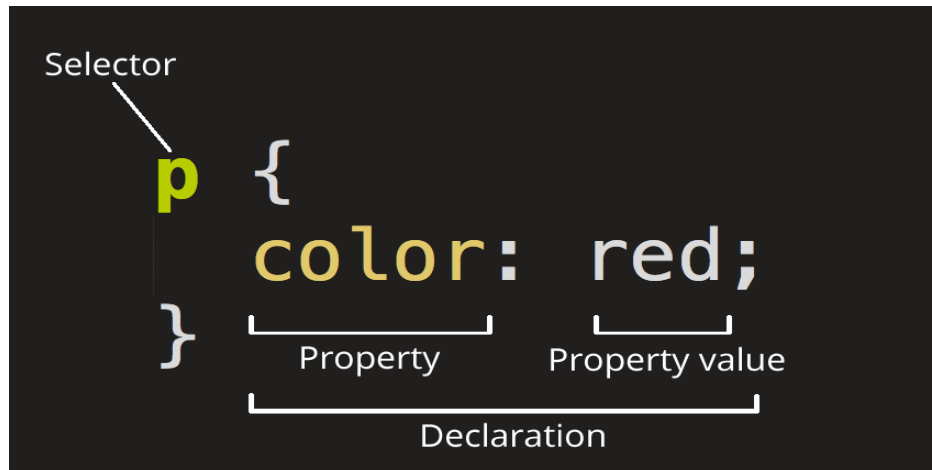 Selector
p {
color: red;
}
Property
Property value
Declaration